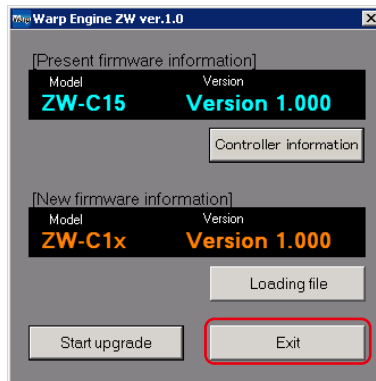 Warp Warp Engine ZW ver.1.0
[Present firmware information]
Model Version
ZW-C15 Version 1.000
Controller information
[New firmware information]
Model Version
ZW-C1x Version 1.000
Loading file
Start upgrade Exit